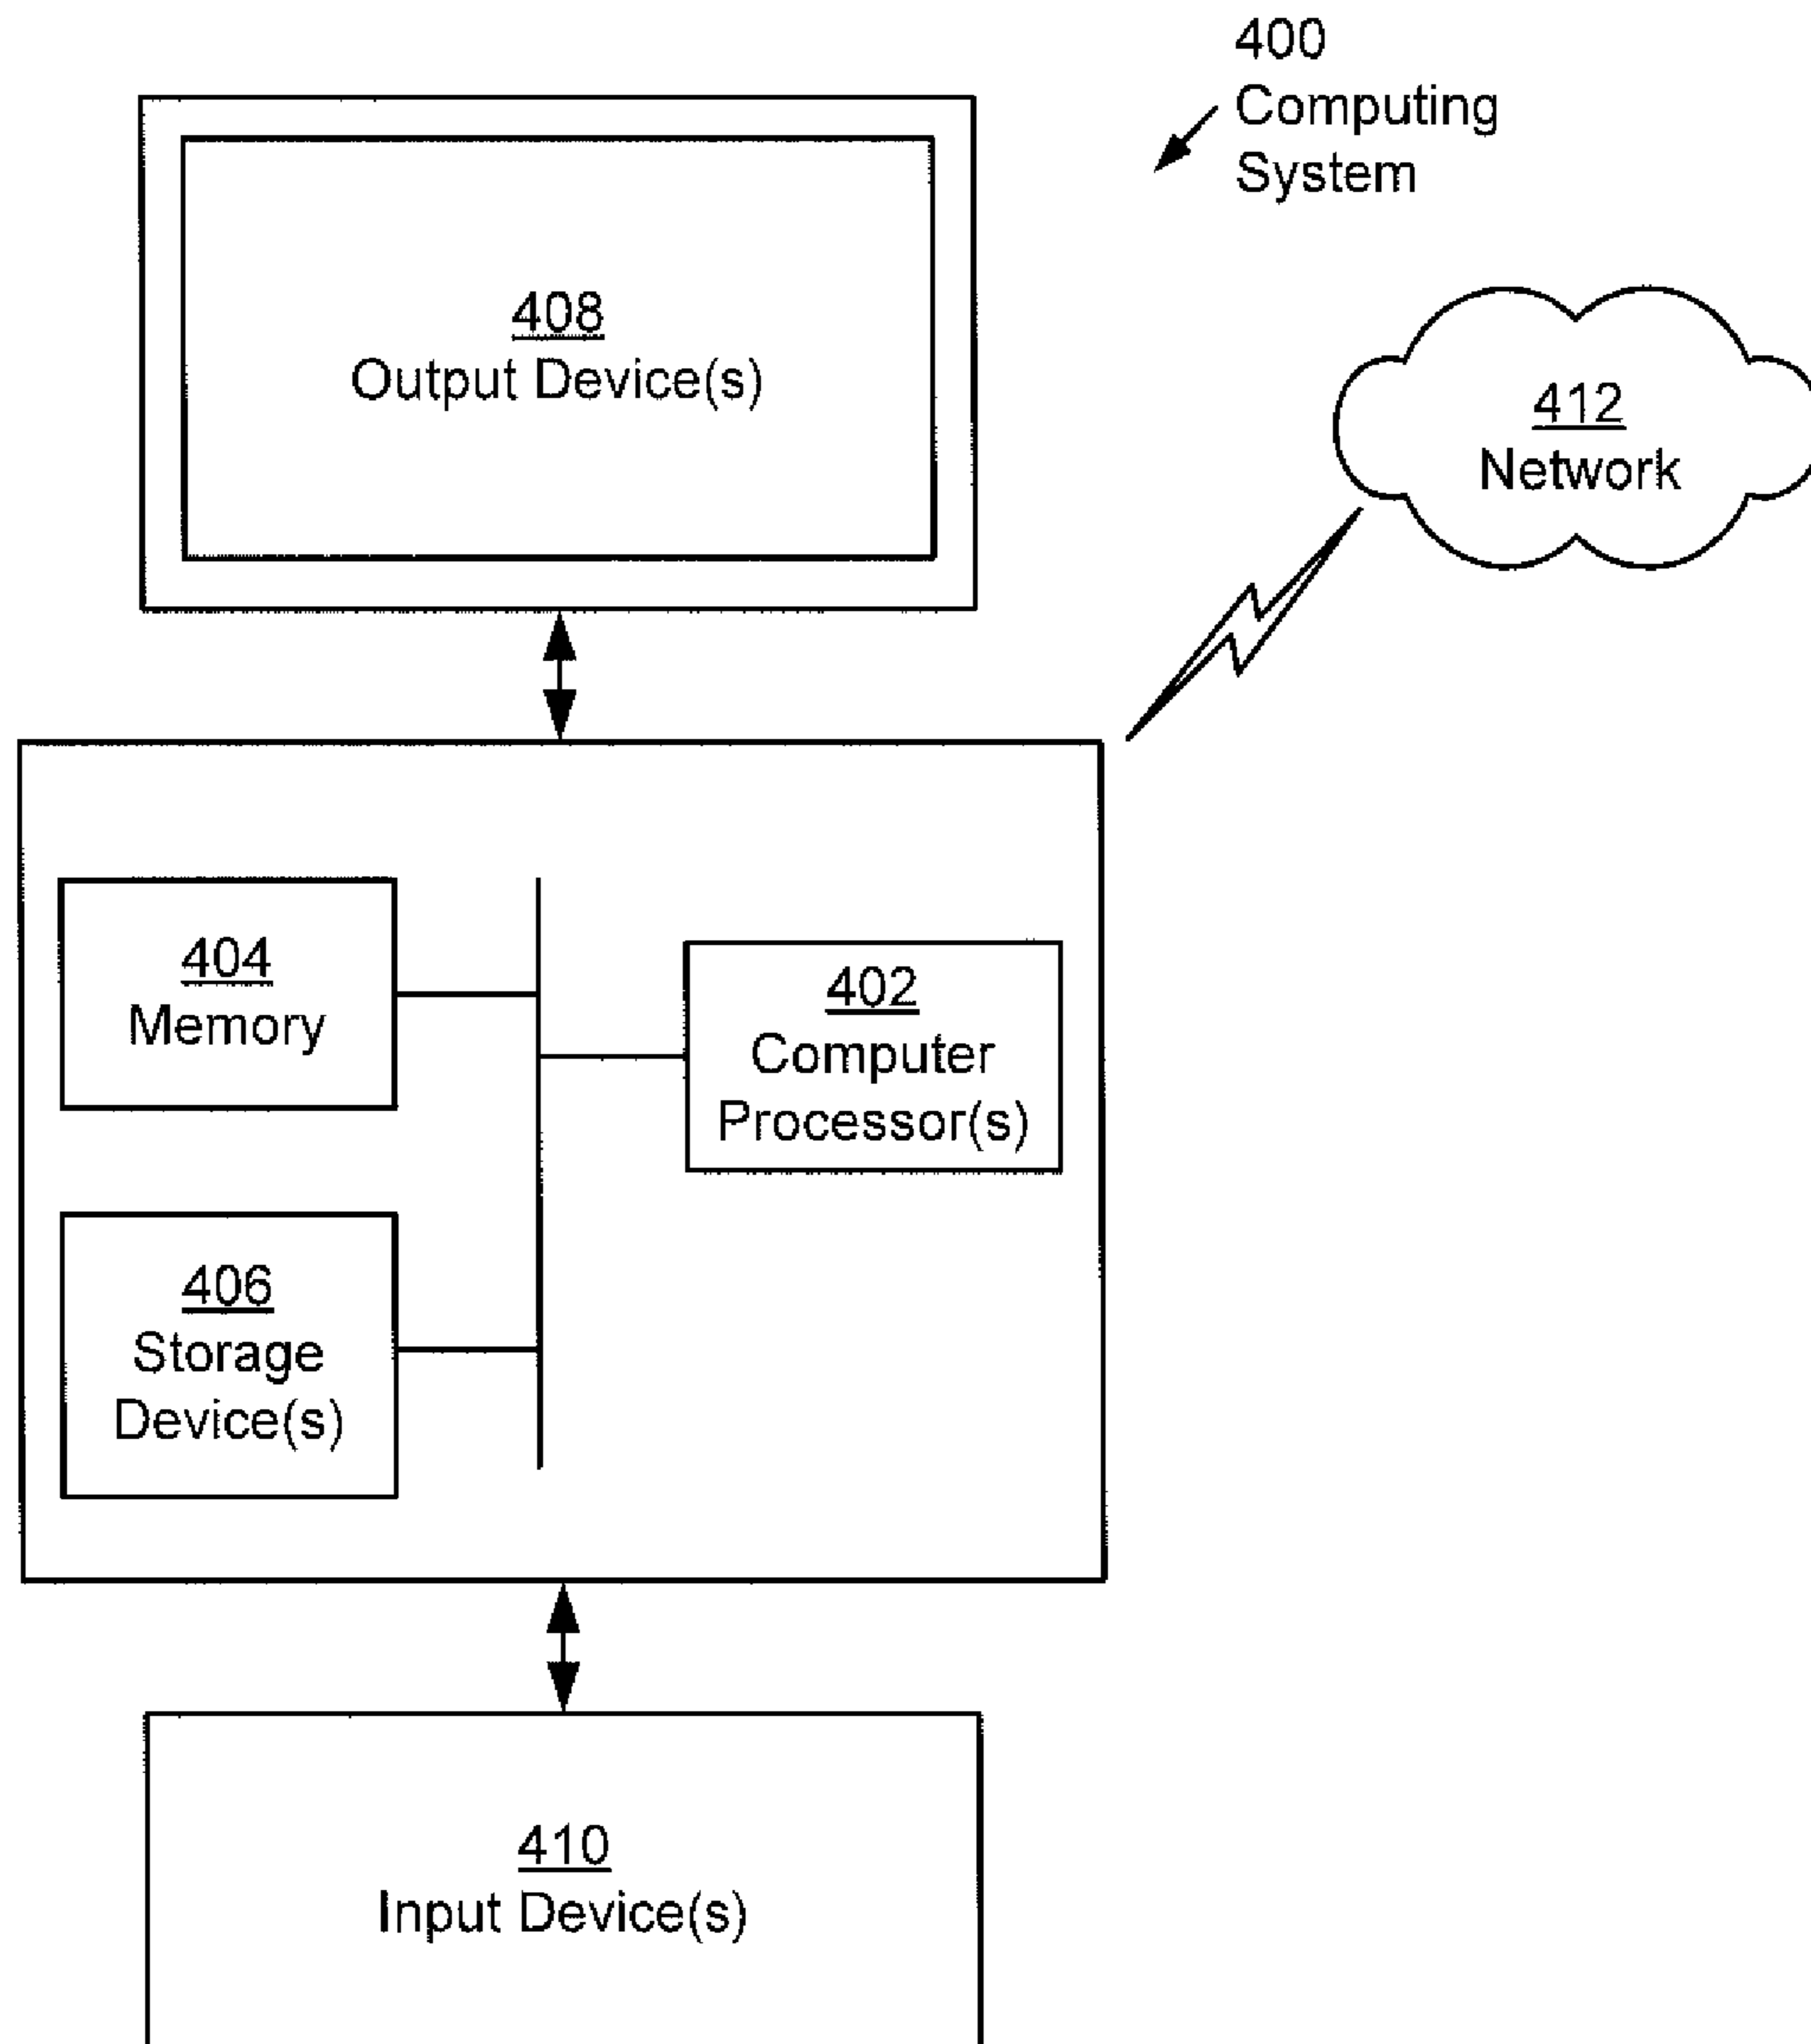 400
Computing
System
408
Output Device(s)
412
Network
404
Memory
402
Computer
Processor(s)
406
Storage
Device(s)
410
Input Device(s)